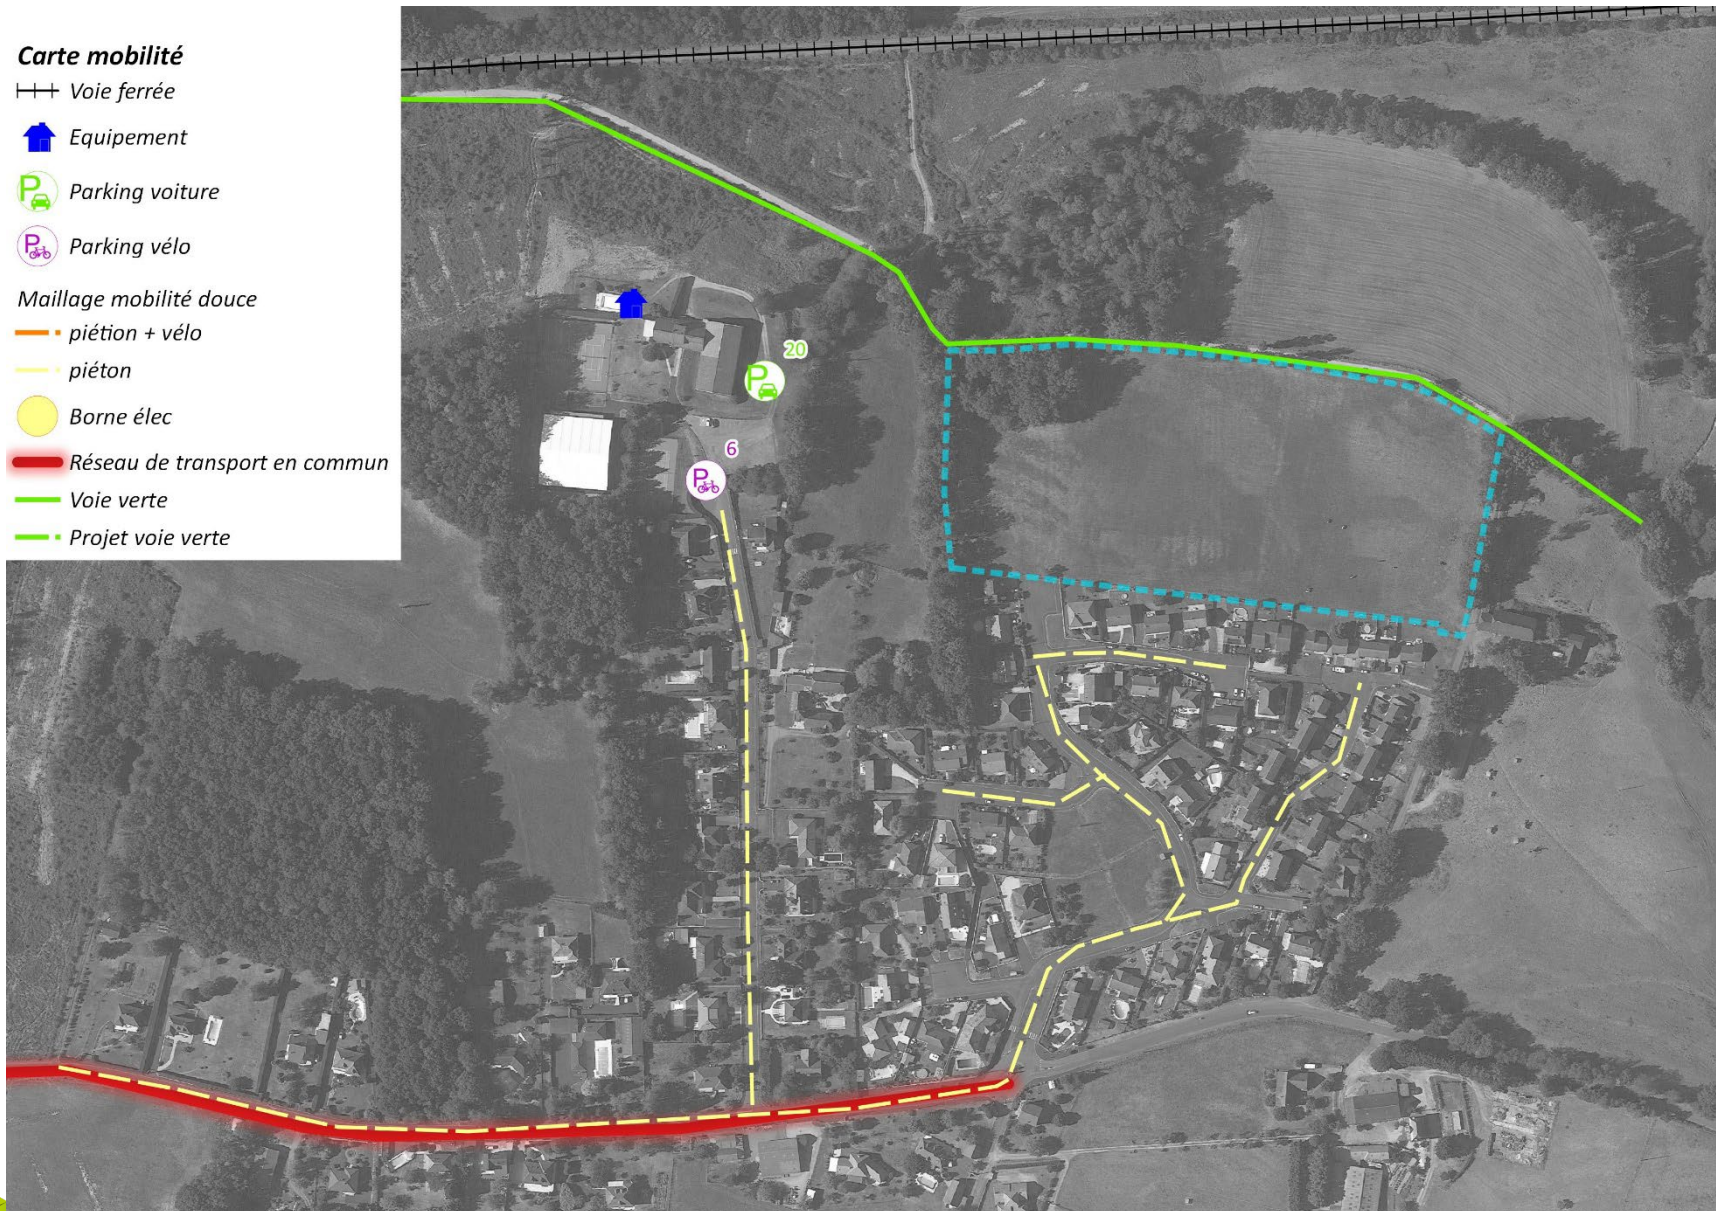 Carte mobilité
Voie ferrée
Equipement
P Parking voiture
P Parking vélo
Maillage mobilité douce
piétion + vélo
piéton
Borne élec
Réseau de transport en commun
Voie verte
Projet voie verte
20
P
6
P